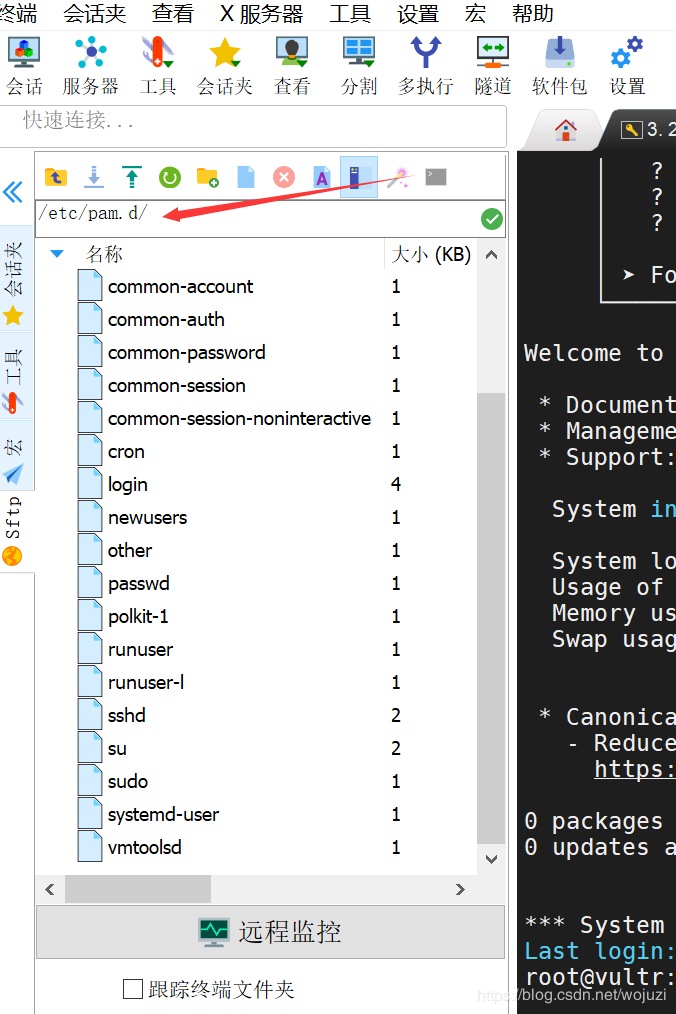 终端 会话夹 查看 X 服务器 工具 设置 宏 帮助
会话 服务器 工具 会话夹 查看 分割 多执行 隧道 软件包 设置
快速连接...
3. 2
/etc/pam.d/
名称 大小 (KB)
common-account 1
common-auth 1
common-password 1
common-session 1
common-session-noninteractive 1
cron 1
login 4
newusers 1
other 1
passwd 1
polkit-1 1
runuser 1
runuser-l 1
sshd 2
su 2
sudo 1
systemd-user 1
vmtoolsd 1
远程监控
跟踪终端文件夹
会话夹
工具
宏
Sftp
?
?
?
➤ Fo
Welcome to
* Document
* Manageme
* Support:
System in
System lo
Usage of
Memory us
Swap usag
* Canonica
- Reduce
https:
0 packages
0 updates a
*** System
Last login:
root@vultr:
https://blog.csdn.net/wojuzi